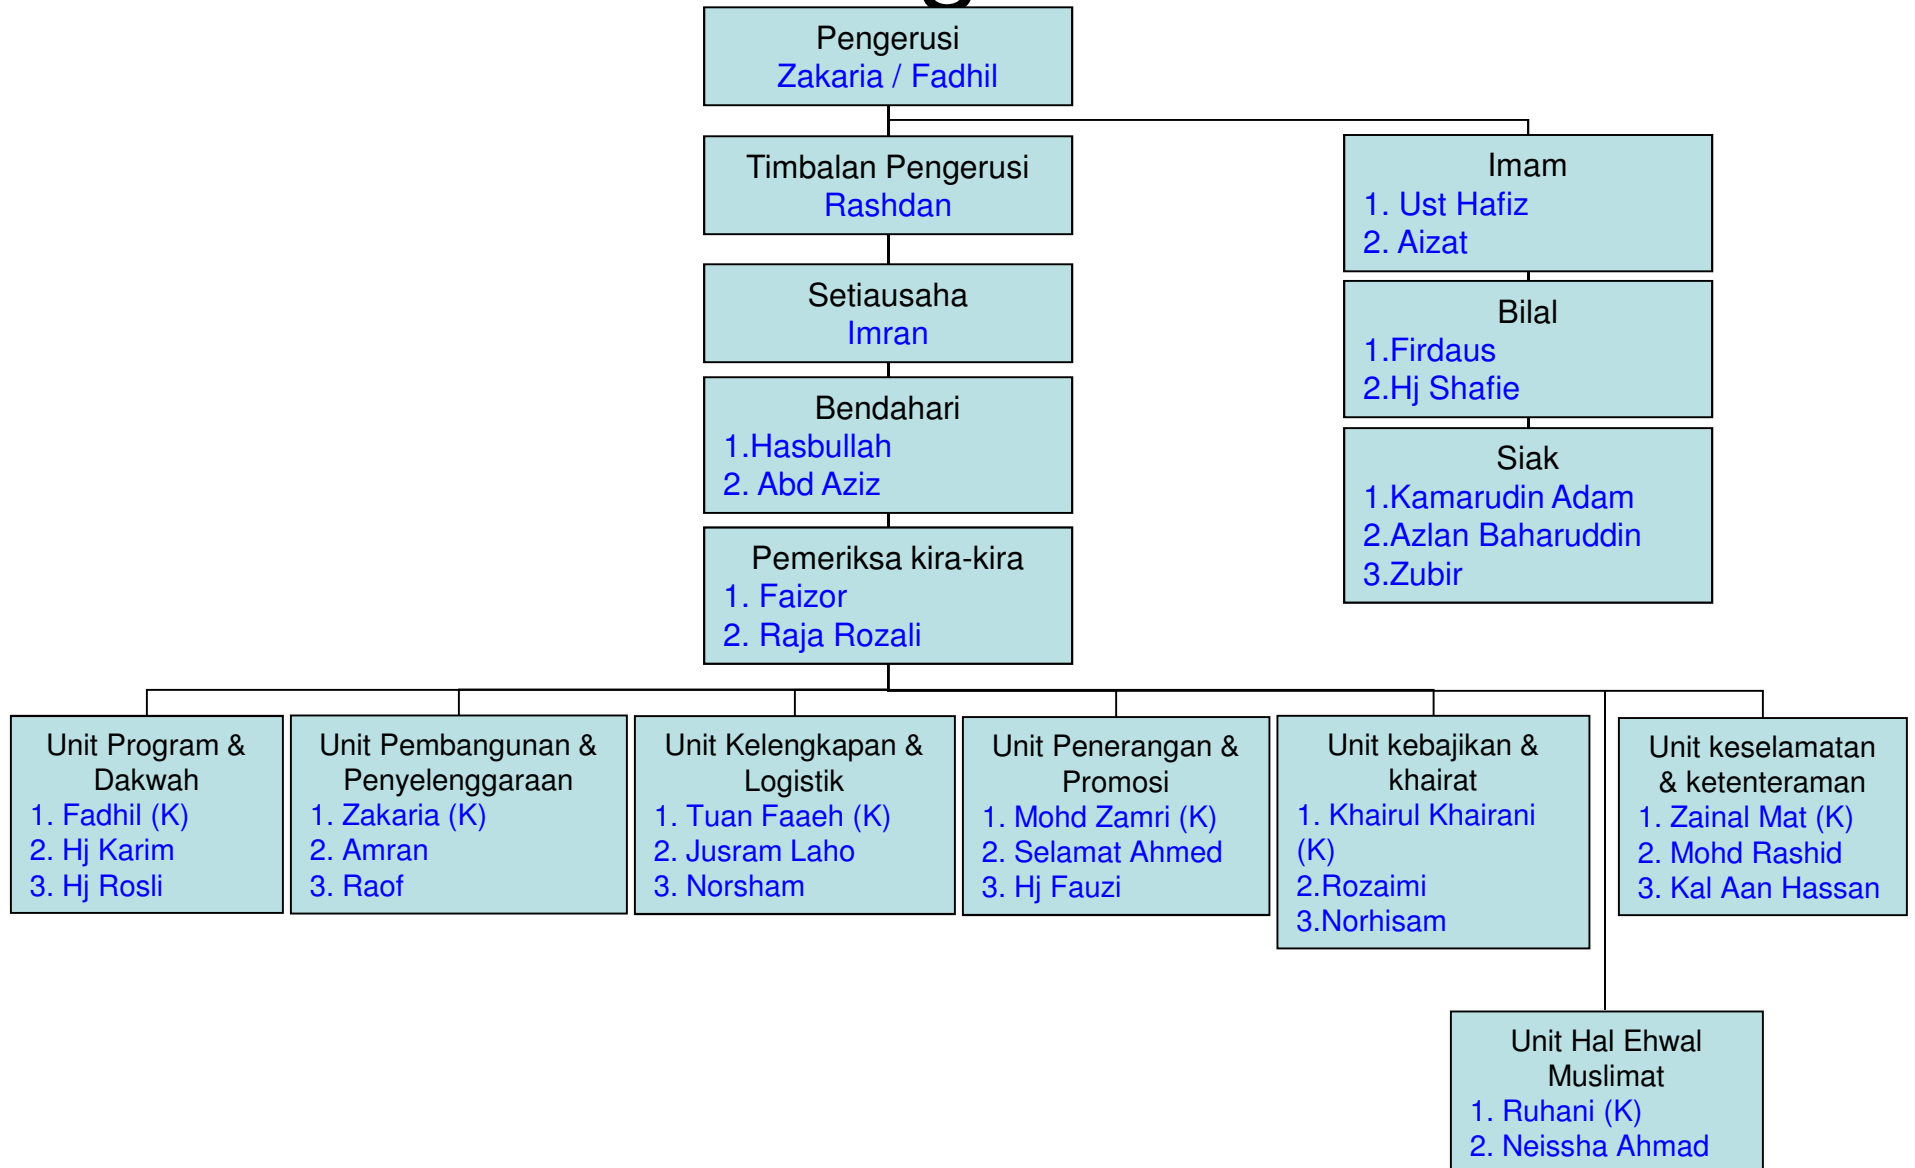 Pengerusi
Zakaria / Fadhil
Timbalan Pengerusi
Rashdan
Imam
1. Ust Hafiz
2. Aizat
Setiausaha
Imran
Bilal
1.Firdaus
2.Hj Shafie
Bendahari
1.Hasbullah
2. Abd Aziz
Siak
1.Kamarudin Adam
2.Azlan Baharuddin
3.Zubir
Pemeriksa kira-kira
1. Faizor
2. Raja Rozali
Unit Program &
Dakwah
1. Fadhil (K)
2. Hj Karim
3. Hj Rosli
Unit Pembangunan &
Penyelenggaraan
1. Zakaria (K)
2. Amran
3. Raof
Unit Kelengkapan &
Logistik
1. Tuan Faaeh (K)
2. Jusram Laho
3. Norsham
Unit Penerangan &
Promosi
1. Mohd Zamri (K)
2. Selamat Ahmed
3. Hj Fauzi
Unit kebajikan &
khairat
1. Khairul Khairani
(K)
2.Rozaimi
3.Norhisam
Unit keselamatan
& ketenteraman
1. Zainal Mat (K)
2. Mohd Rashid
3. Kal Aan Hassan
Unit Hal Ehwal
Muslimat
1. Ruhani (K)
2. Neissha Ahmad